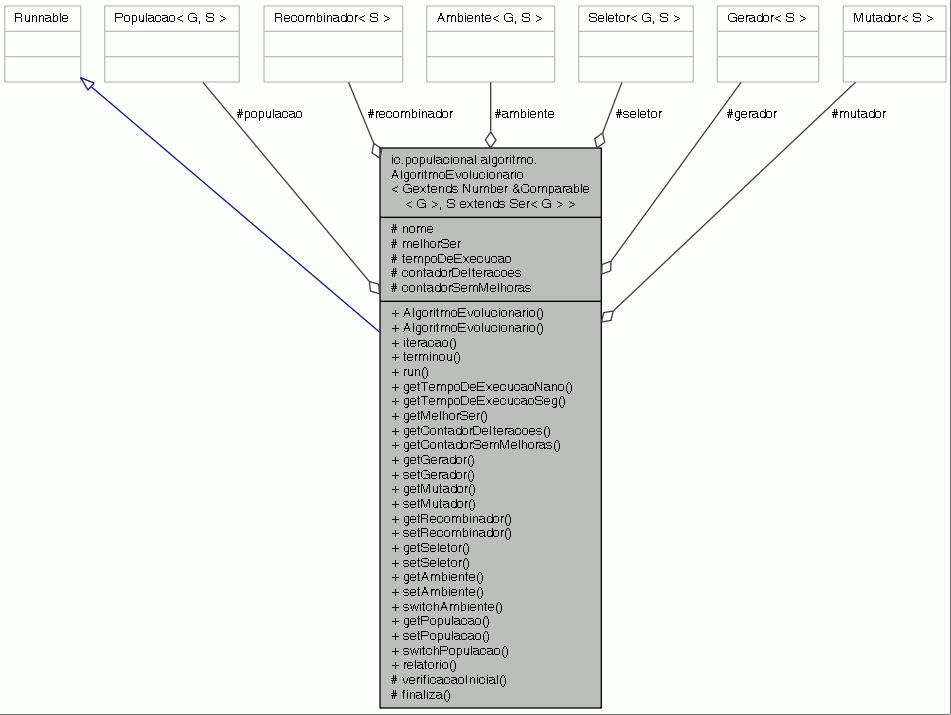 Runnable
Populacao< G, S >
Recombinador< S >
Ambiente< G, S >
Seletor< G, S >
Gerador< S >
Mutador< S >
#populacao
#recombinador
#ambiente
#seletor
#gerador
#mutador
ic.populacional.algoritmo.
AlgoritmoEvolucionario
< Gextends Number &Comparable
< G >, S extends Ser< G > >
# nome
# melhorSer
# tempoDeExecucao
# contadorDeIteracoes
# contadorSemMelhoras
+ AlgoritmoEvolucionario()
+ AlgoritmoEvolucionario()
+ iteracao()
+ terminou()
+ run()
+ getTempoDeExecucaoNano()
+ getTempoDeExecucaoSeg()
+ getMelhorSer()
+ getContadorDeIteracoes()
+ getContadorSemMelhoras()
+ getGerador()
+ setGerador()
+ getMutador()
+ setMutador()
+ getRecombinador()
+ setRecombinador()
+ getSeletor()
+ setSeletor()
+ getAmbiente()
+ setAmbiente()
+ switchAmbiente()
+ getPopulacao()
+ setPopulacao()
+ switchPopulacao()
+ relatorio()
# verificacaoInicial()
# finaliza()